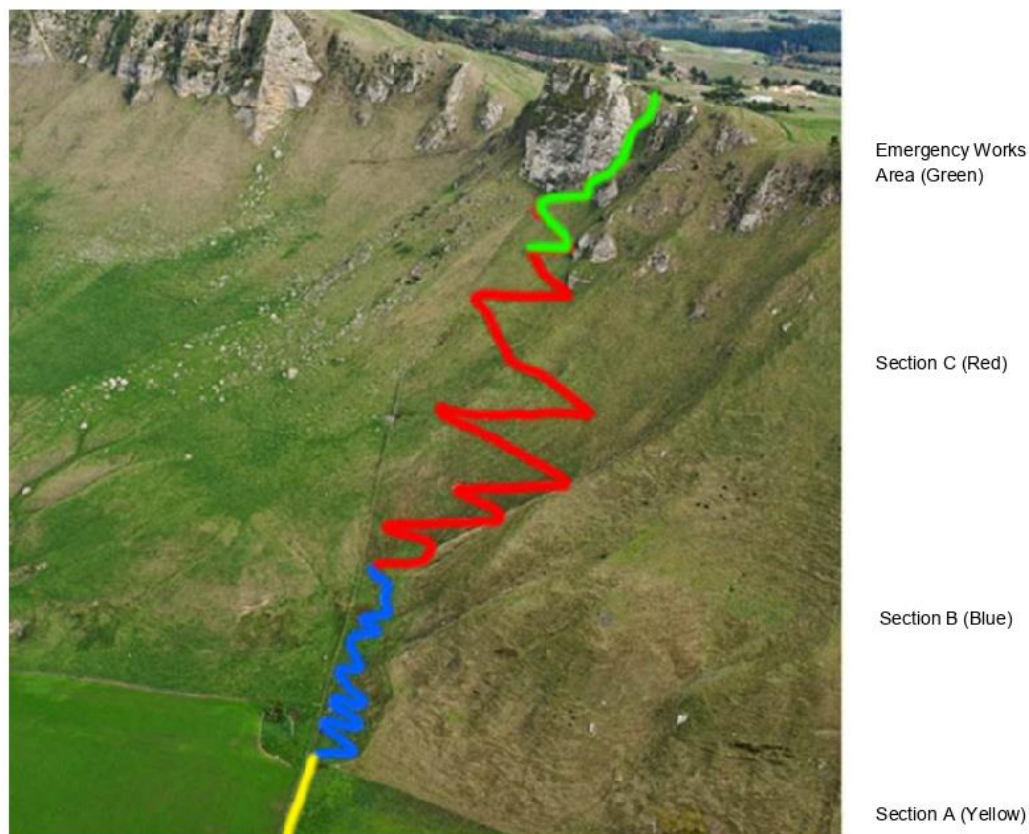 Emergency Works
Area (Green)
Section C (Red)
Section B (Blue)
Section A (Yellow)